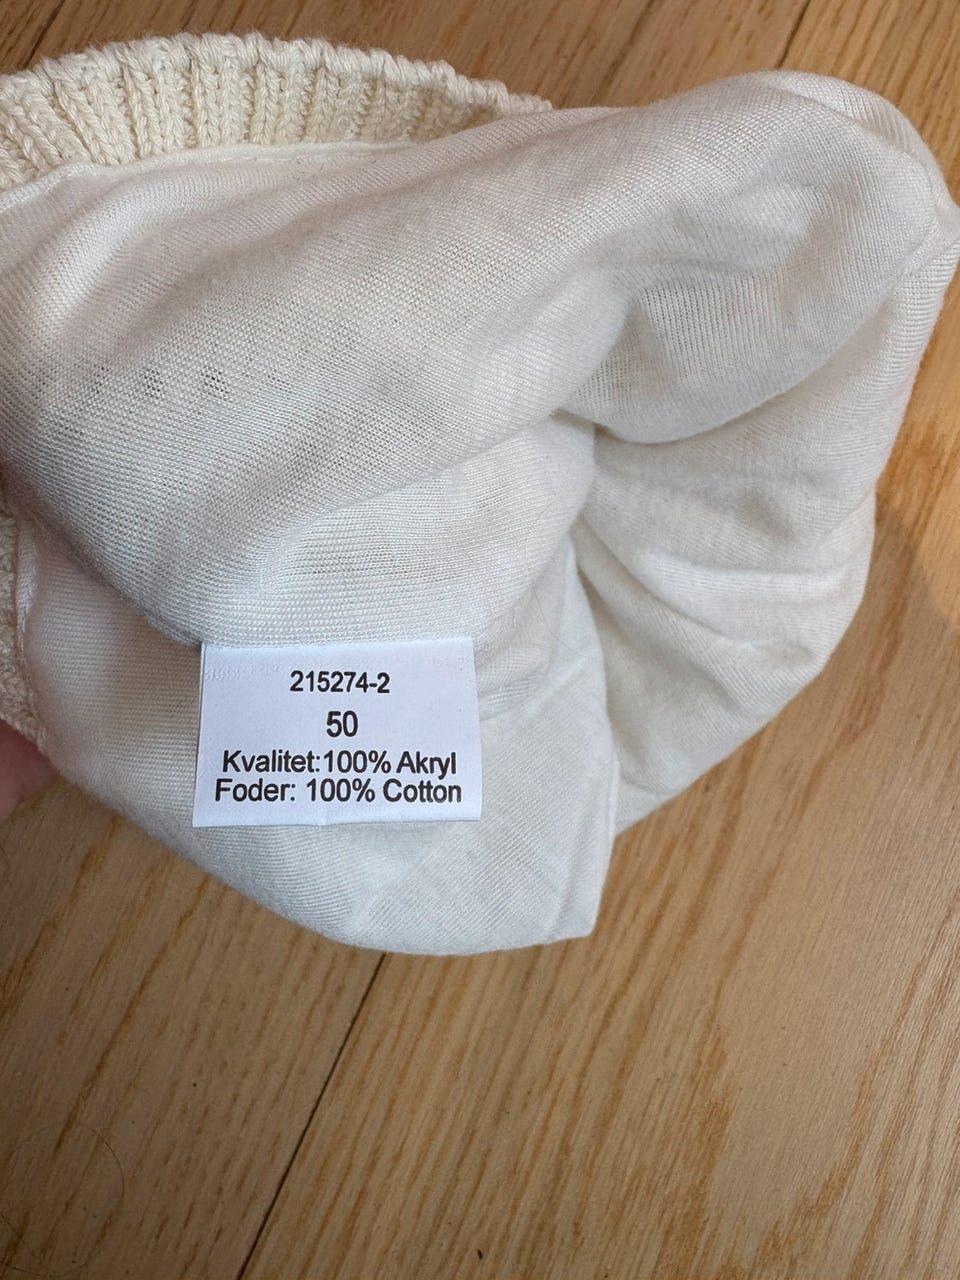 215274-2
50
Kvalitet:100% Akryl
Foder: 100% Cotton